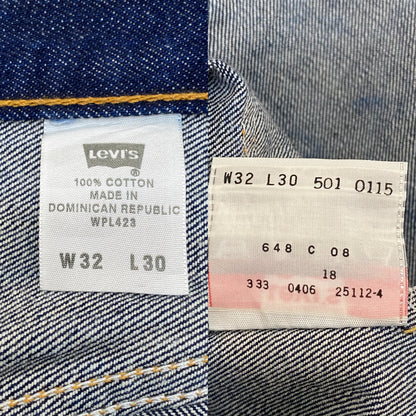 Levi's
100% COTTON
MADE IN
DOMINICAN REPUBLIC
WPL423
W32 L30
W32 L30 501 0115
648 C 08
18
333 0406 25112-4